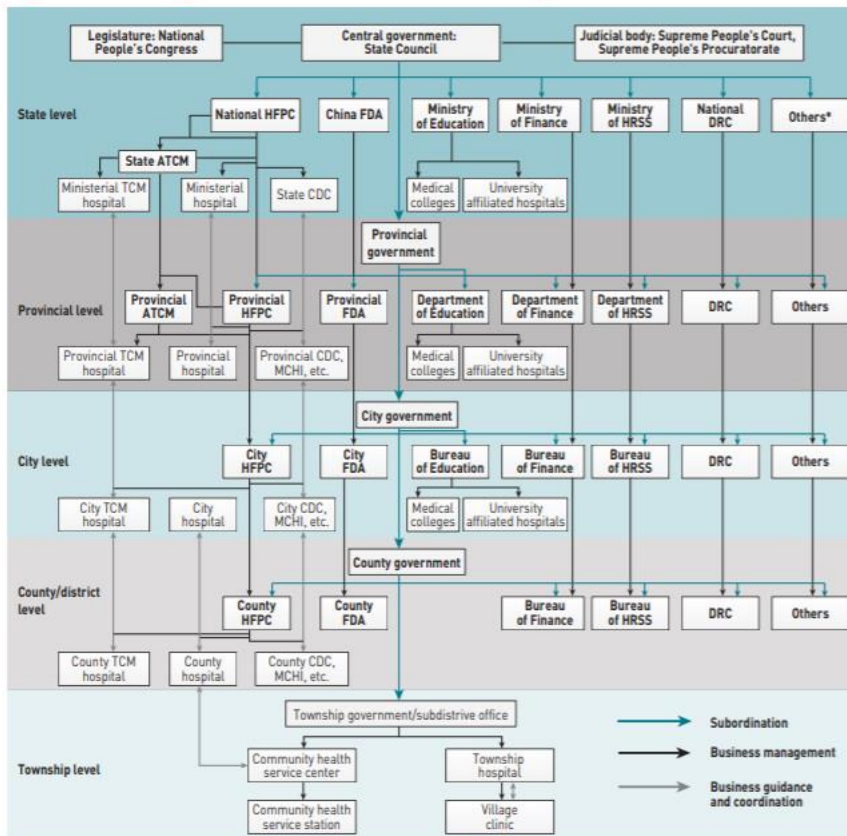 Legislature: National
People's Congress
Central government:
State Council
Judicial body: Supreme People's Court,
Supreme People's Procuratorate
State level
National HFPC
China FDA
Ministry
of Education
Ministry
of Finance
Ministry
of HRSS
National
DRC
Others*
State ATCM
Ministerial TCM
hospital
Ministerial
hospital
State CDC
Medical
colleges
University
affiliated hospitals
Provincial
government
Provincial level
Provincial
ATCM
Provincial
HFPC
Provincial
FDA
Department
of Education
Department
of Finance
Department
of HRSS
DRC
Others
Provincial TCM
hospital
Provincial
hospital
Provincial CDC,
MCHI, etc.
Medical
colleges
University
affiliated hospitals
City government
City level
City
HFPC
City
FDA
Bureau
of Education
Bureau
of Finance
Bureau
of HRSS
DRC
Others
City TCM
hospital
City
hospital
City CDC,
MCHI, etc.
Medical
colleges
University
affiliated hospitals
County government
County/district
level
County
HFPC
County
FDA
Bureau
of Finance
Bureau
of HRSS
DRC
Others
County TCM
hospital
County
hospital
County CDC,
MCHI, etc.
Township government/subdistrive office
Township level
Community health
service center
Township
hospital
Community health
service station
Village
clinic
Subordination
Business management
Business guidance
and coordination